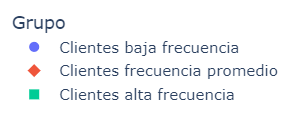 Grupo
Clientes baja frecuencia
Clientes frecuencia promedio
Clientes alta frecuencia